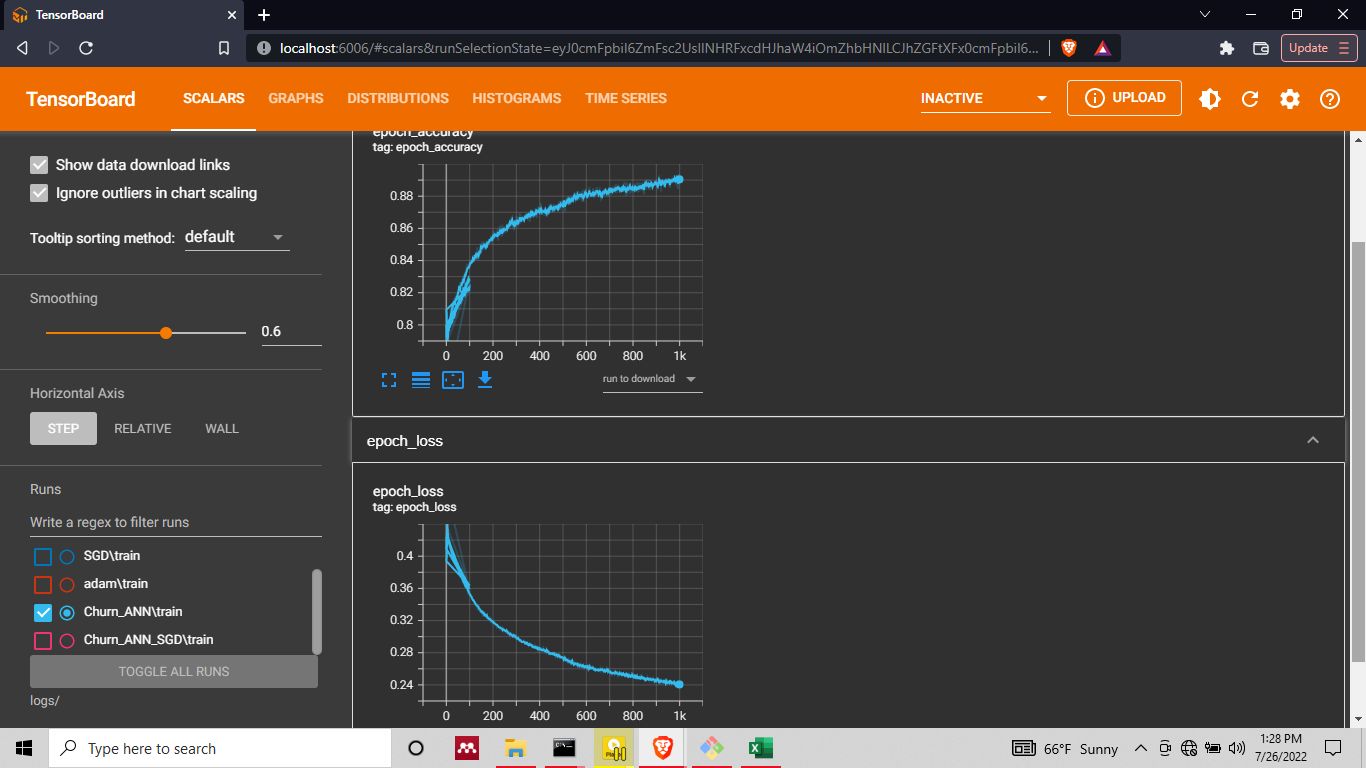 TensorBoard
localhost:6006/#scalars&runSelectionState=eyJ0cmFpbiI6ZmFsc2UsIlNHRFxcdHJhaW4iOmZhbHNlLCJhZGFtXFx0cmFpbiI6...
Update
TensorBoard
SCALARS
GRAPHS
DISTRIBUTIONS
HISTOGRAMS
TIME SERIES
INACTIVE
UPLOAD
Show data download links
Ignore outliers in chart scaling
Tooltip sorting method: default
Smoothing
0.6
Horizontal Axis
STEP
RELATIVE
WALL
Runs
Write a regex to filter runs
SGD\train
adam\train
Churn_ANN\train
Churn_ANN_SGD\train
TOGGLE ALL RUNS
logs/
epoch_accuracy
tag: epoch_accuracy
0.88
0.86
0.84
0.82
0.8
0 200 400 600 800 1k
run to download
epoch_loss
epoch_loss
tag: epoch_loss
0.4
0.36
0.32
0.28
0.24
0 200 400 600 800 1k
Type here to search
66°F Sunny
1:28 PM
7/26/2022